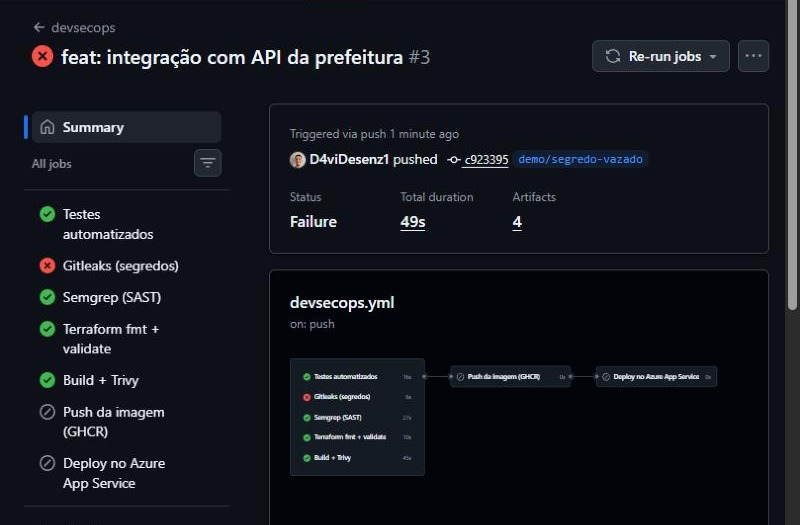 devsecops
feat: integração com API da prefeitura #3
Re-run jobs
Summary
All jobs
Testes
automatizados
Gitleaks (segredos)
Semgrep (SAST)
Terraform fmt +
validate
Build + Trivy
Push da imagem
(GHCR)
Deploy no Azure
App Service
Triggered via push 1 minute ago
D4viDesenz1 pushed c923395 demo/segredo-vazado
Status Total duration Artifacts
Failure 49s 4
devsecops.yml
on: push
Testes automatizados
Gitleaks (segredos)
Semgrep (SAST)
Terraform fmt + validate
Build + Trivy
Push da imagem (GHCR)
Deploy no Azure App Service